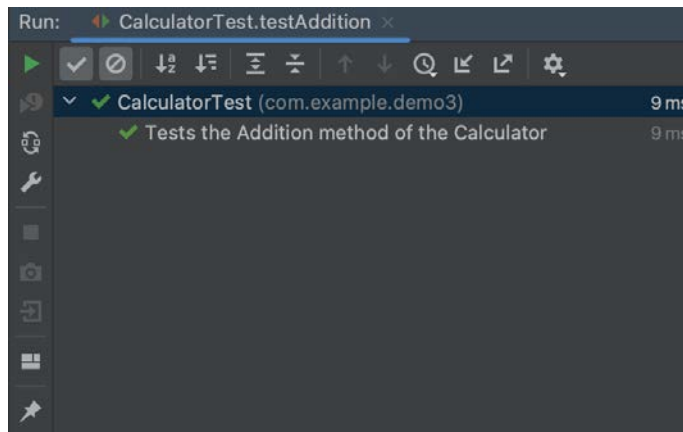 Run: CalculatorTest.testAddition
CalculatorTest (com.example.demo3) 9 ms
Tests the Addition method of the Calculator 9 ms